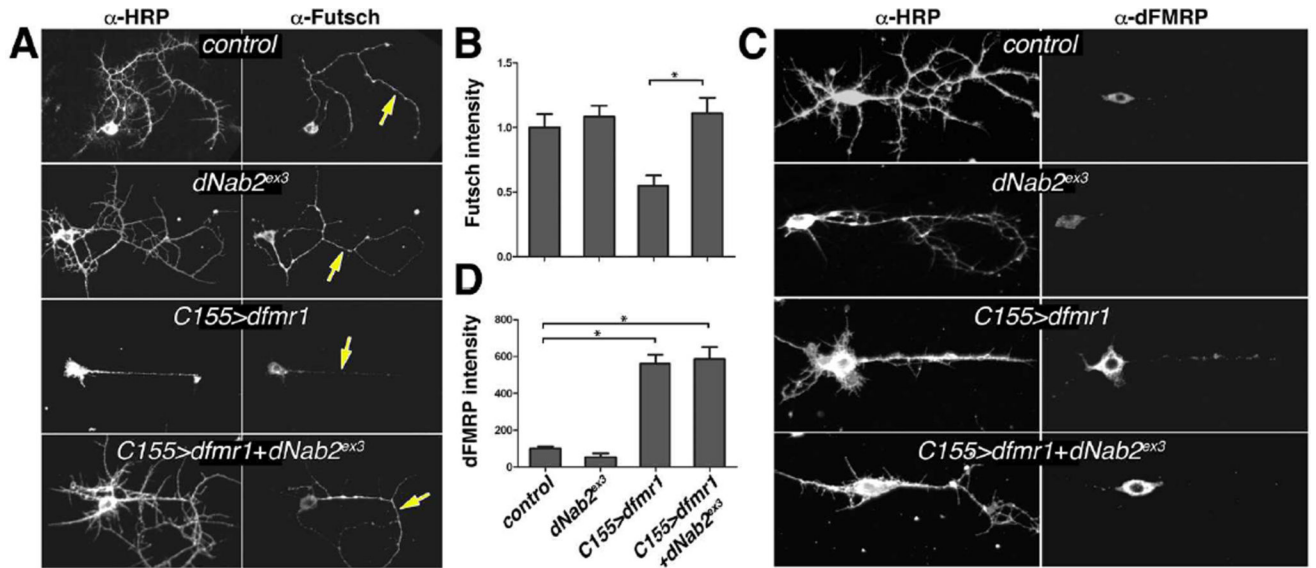 A
α-HRP α-Futsch
control
dNab2ex3
C155>dfmr1
C155>dfmr1+dNab2ex3
B
Futsch intensity
1.5
1.0
0.5
0.0
*
D
dFMRP intensity
800
600
400
200
0
*
*
control
dNab2ex3
C155>dfmr1
C155>dfmr1
+dNab2ex3
C
α-HRP α-dFMRP
control
dNab2ex3
C155>dfmr1
C155>dfmr1+dNab2ex3